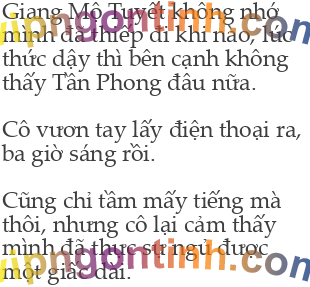 Giang Mộ Tuyết không nhớ
mình đã thiếp đi khi nào, lúc
thức dậy thì bên cạnh không
thấy Tần Phong đâu nữa.
Cô vươn tay lấy điện thoại ra,
ba giờ sáng rồi.
Cũng chỉ tầm mấy tiếng mà
thôi, nhưng cô lại cảm thấy
mình đã thực sự ngủ được
một giấc dài.